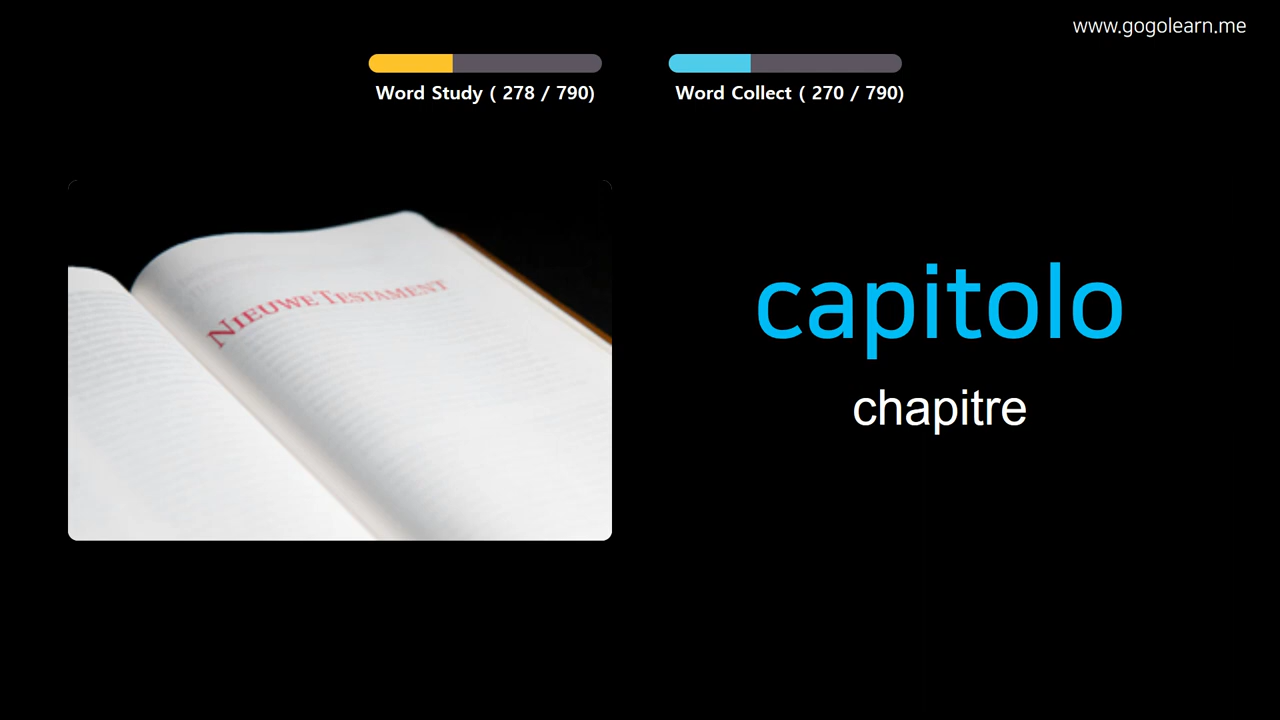 www.gogolearn.me
Word Study ( 278 / 790)
Word Collect ( 270 / 790)
NIEUWE TESTAMENT
capitolo
chapitre